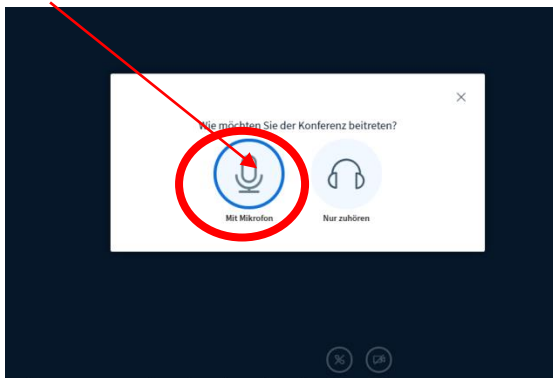 Wie möchten Sie der Konferenz beitreten?
Mit Mikrofon
Nur zuhören